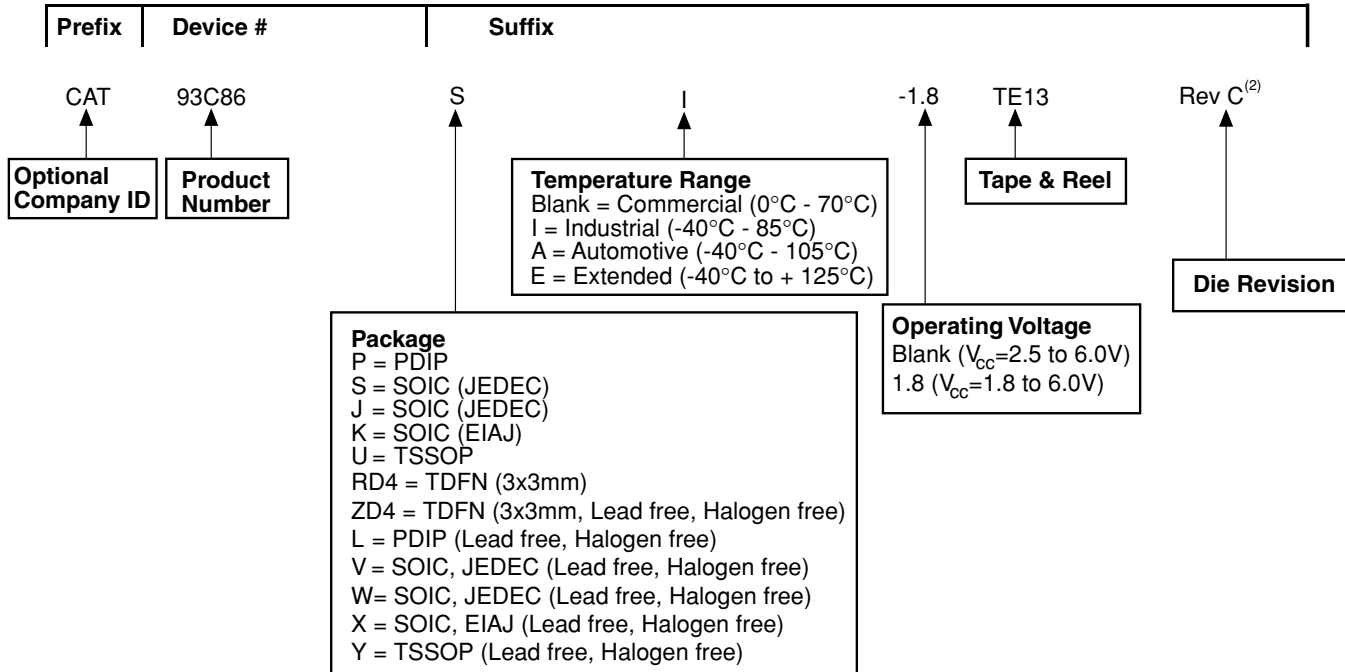 Prefix Device # Suffix
CAT 93C86 S I -1.8 TE13 Rev C(2)
Optional
Company ID
Product
Number
Temperature Range
Blank = Commercial (0°C - 70°C)
I = Industrial (-40°C - 85°C)
A = Automotive (-40°C - 105°C)
E = Extended (-40°C to + 125°C)
Tape & Reel
Die Revision
Package
P = PDIP
S = SOIC (JEDEC)
J = SOIC (JEDEC)
K = SOIC (EIAJ)
U = TSSOP
RD4 = TDFN (3x3mm)
ZD4 = TDFN (3x3mm, Lead free, Halogen free)
L = PDIP (Lead free, Halogen free)
V = SOIC, JEDEC (Lead free, Halogen free)
W= SOIC, JEDEC (Lead free, Halogen free)
X = SOIC, EIAJ (Lead free, Halogen free)
Y = TSSOP (Lead free, Halogen free)
Operating Voltage
Blank (Vcc=2.5 to 6.0V)
1.8 (Vcc=1.8 to 6.0V)